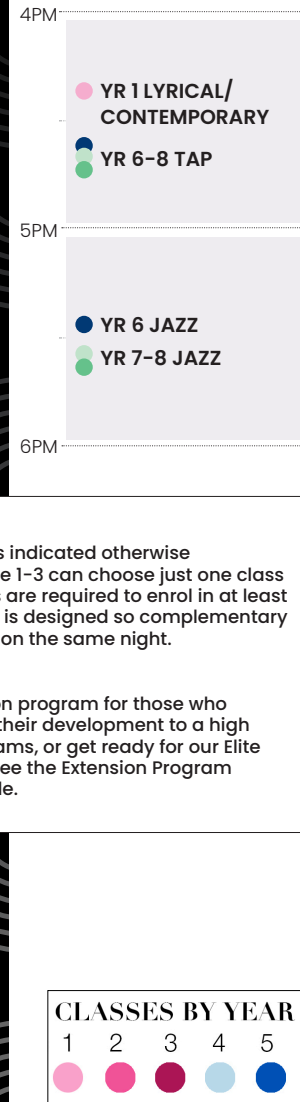 4PM
YR 1 LYRICAL/
CONTEMPORARY
YR 6-8 TAP
5PM
YR 6 JAZZ
YR 7-8 JAZZ
6PM
s indicated otherwise
e 1-3 can choose just one class
s are required to enrol in at least
is designed so complementary
on the same night.
on program for those who
their development to a high
ams, or get ready for our Elite
ee the Extension Program
le.
CLASSES BY YEAR
1 2 3 4 5